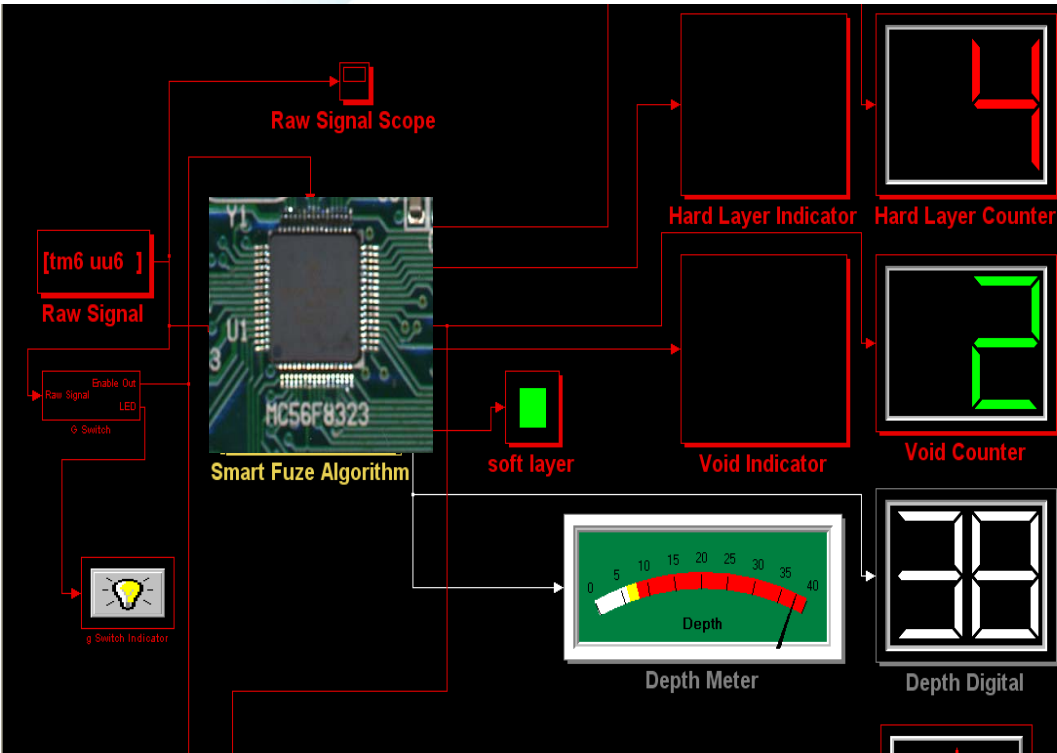 4
Raw Signal Scope
Hard Layer Indicator
Hard Layer Counter
Y1
[tm6 uu6 ]
Raw Signal
U1
3
MC56F8323
Smart Fuze Algorithm
Enable Out
Raw Signal
LED
G Switch
soft layer
Void Indicator
2
Void Counter
0 5 10 15 20 25 30 35 40
Depth
Depth Meter
38
Depth Digital
g Switch Indicator